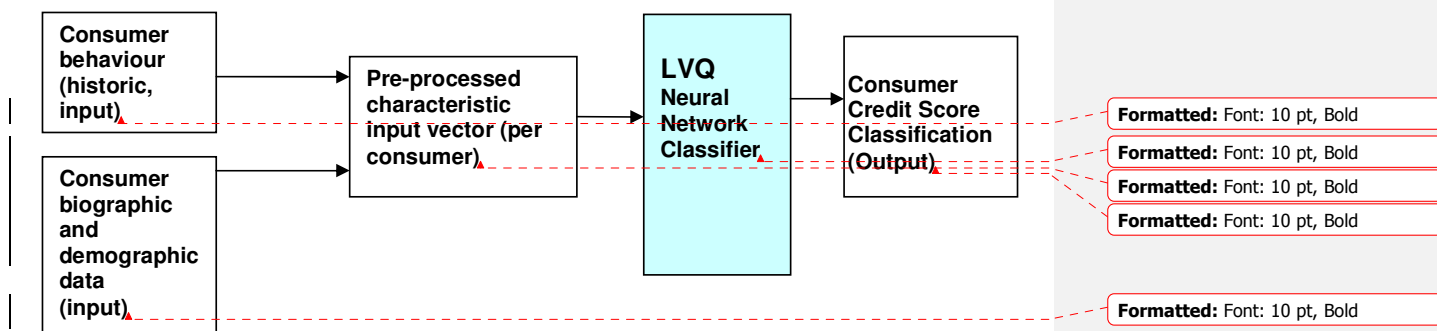 Consumer
behaviour
(historic,
input)
Consumer
biographic
and
demographic
data
(input)
Pre-processed
characteristic
input vector (per
consumer)
LVQ
Neural
Network
Classifier
Consumer
Credit Score
Classification
(Output)
Formatted: Font: 10 pt, Bold
Formatted: Font: 10 pt, Bold
Formatted: Font: 10 pt, Bold
Formatted: Font: 10 pt, Bold
Formatted: Font: 10 pt, Bold